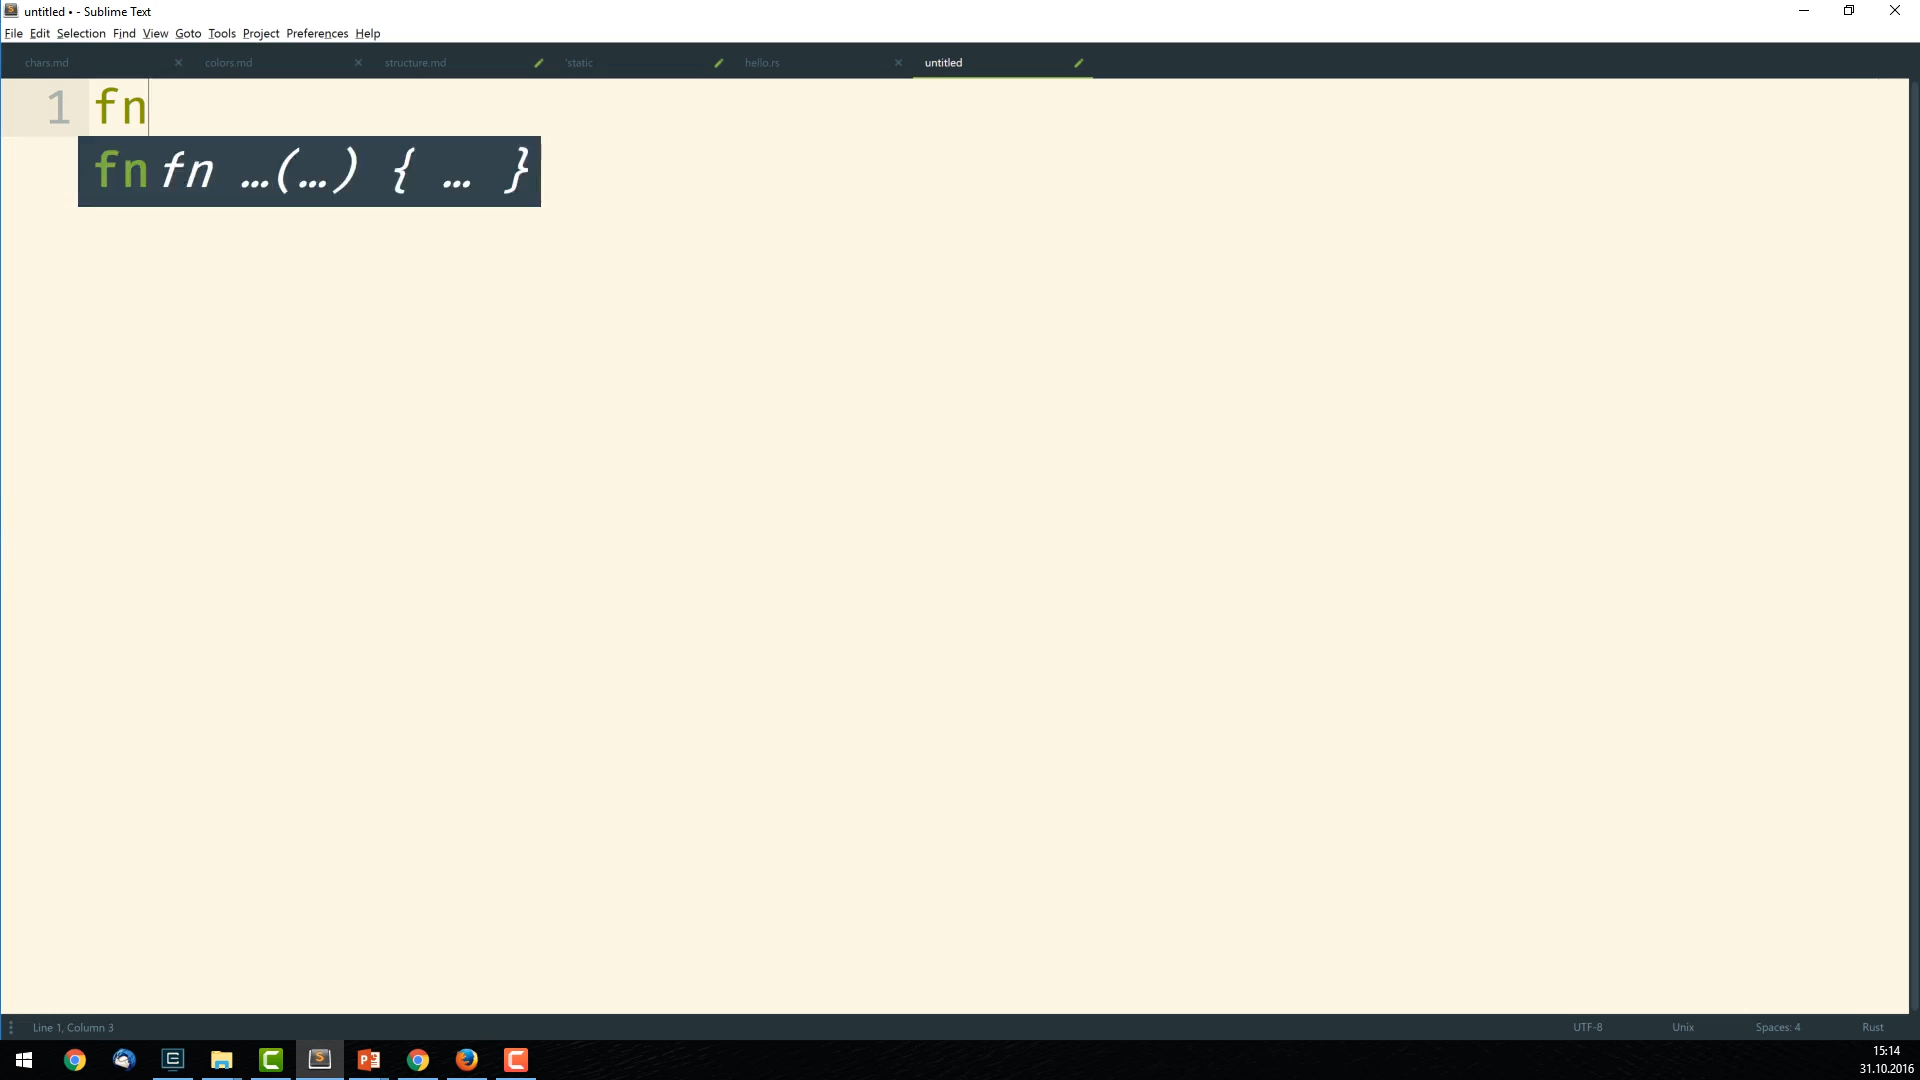 untitled • - Sublime Text
File Edit Selection Find View Goto Tools Project Preferences Help
chars.md colors.md structure.md 'static hello.rs untitled
1 fn
fn fn …(…) { … }
Line 1, Column 3 UTF-8 Unix Spaces: 4 Rust
15:14
31.10.2016